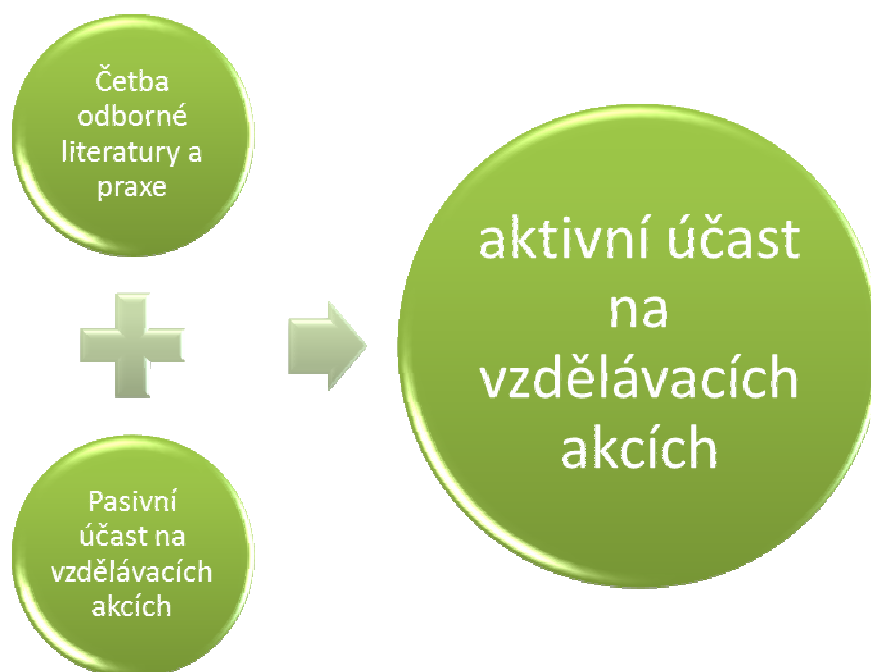 Četba
odborné
literatury a
praxe
Pasivní
účast na
vzdělávacích
akcích
aktivní účast
na
vzdělávacích
akcích